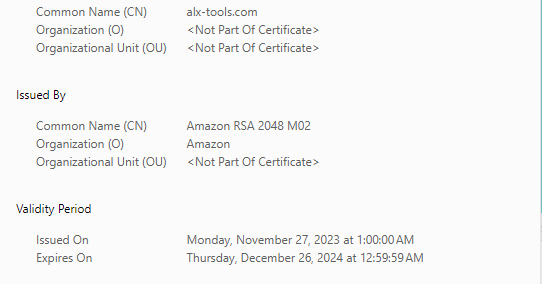 Common Name (CN) alx-tools.com
Organization (O) <Not Part Of Certificate>
Organizational Unit (OU) <Not Part Of Certificate>
Issued By
Common Name (CN) Amazon RSA 2048 M02
Organization (O) Amazon
Organizational Unit (OU) <Not Part Of Certificate>
Validity Period
Issued On Monday, November 27, 2023 at 1:00:00 AM
Expires On Thursday, December 26, 2024 at 12:59:59 AM